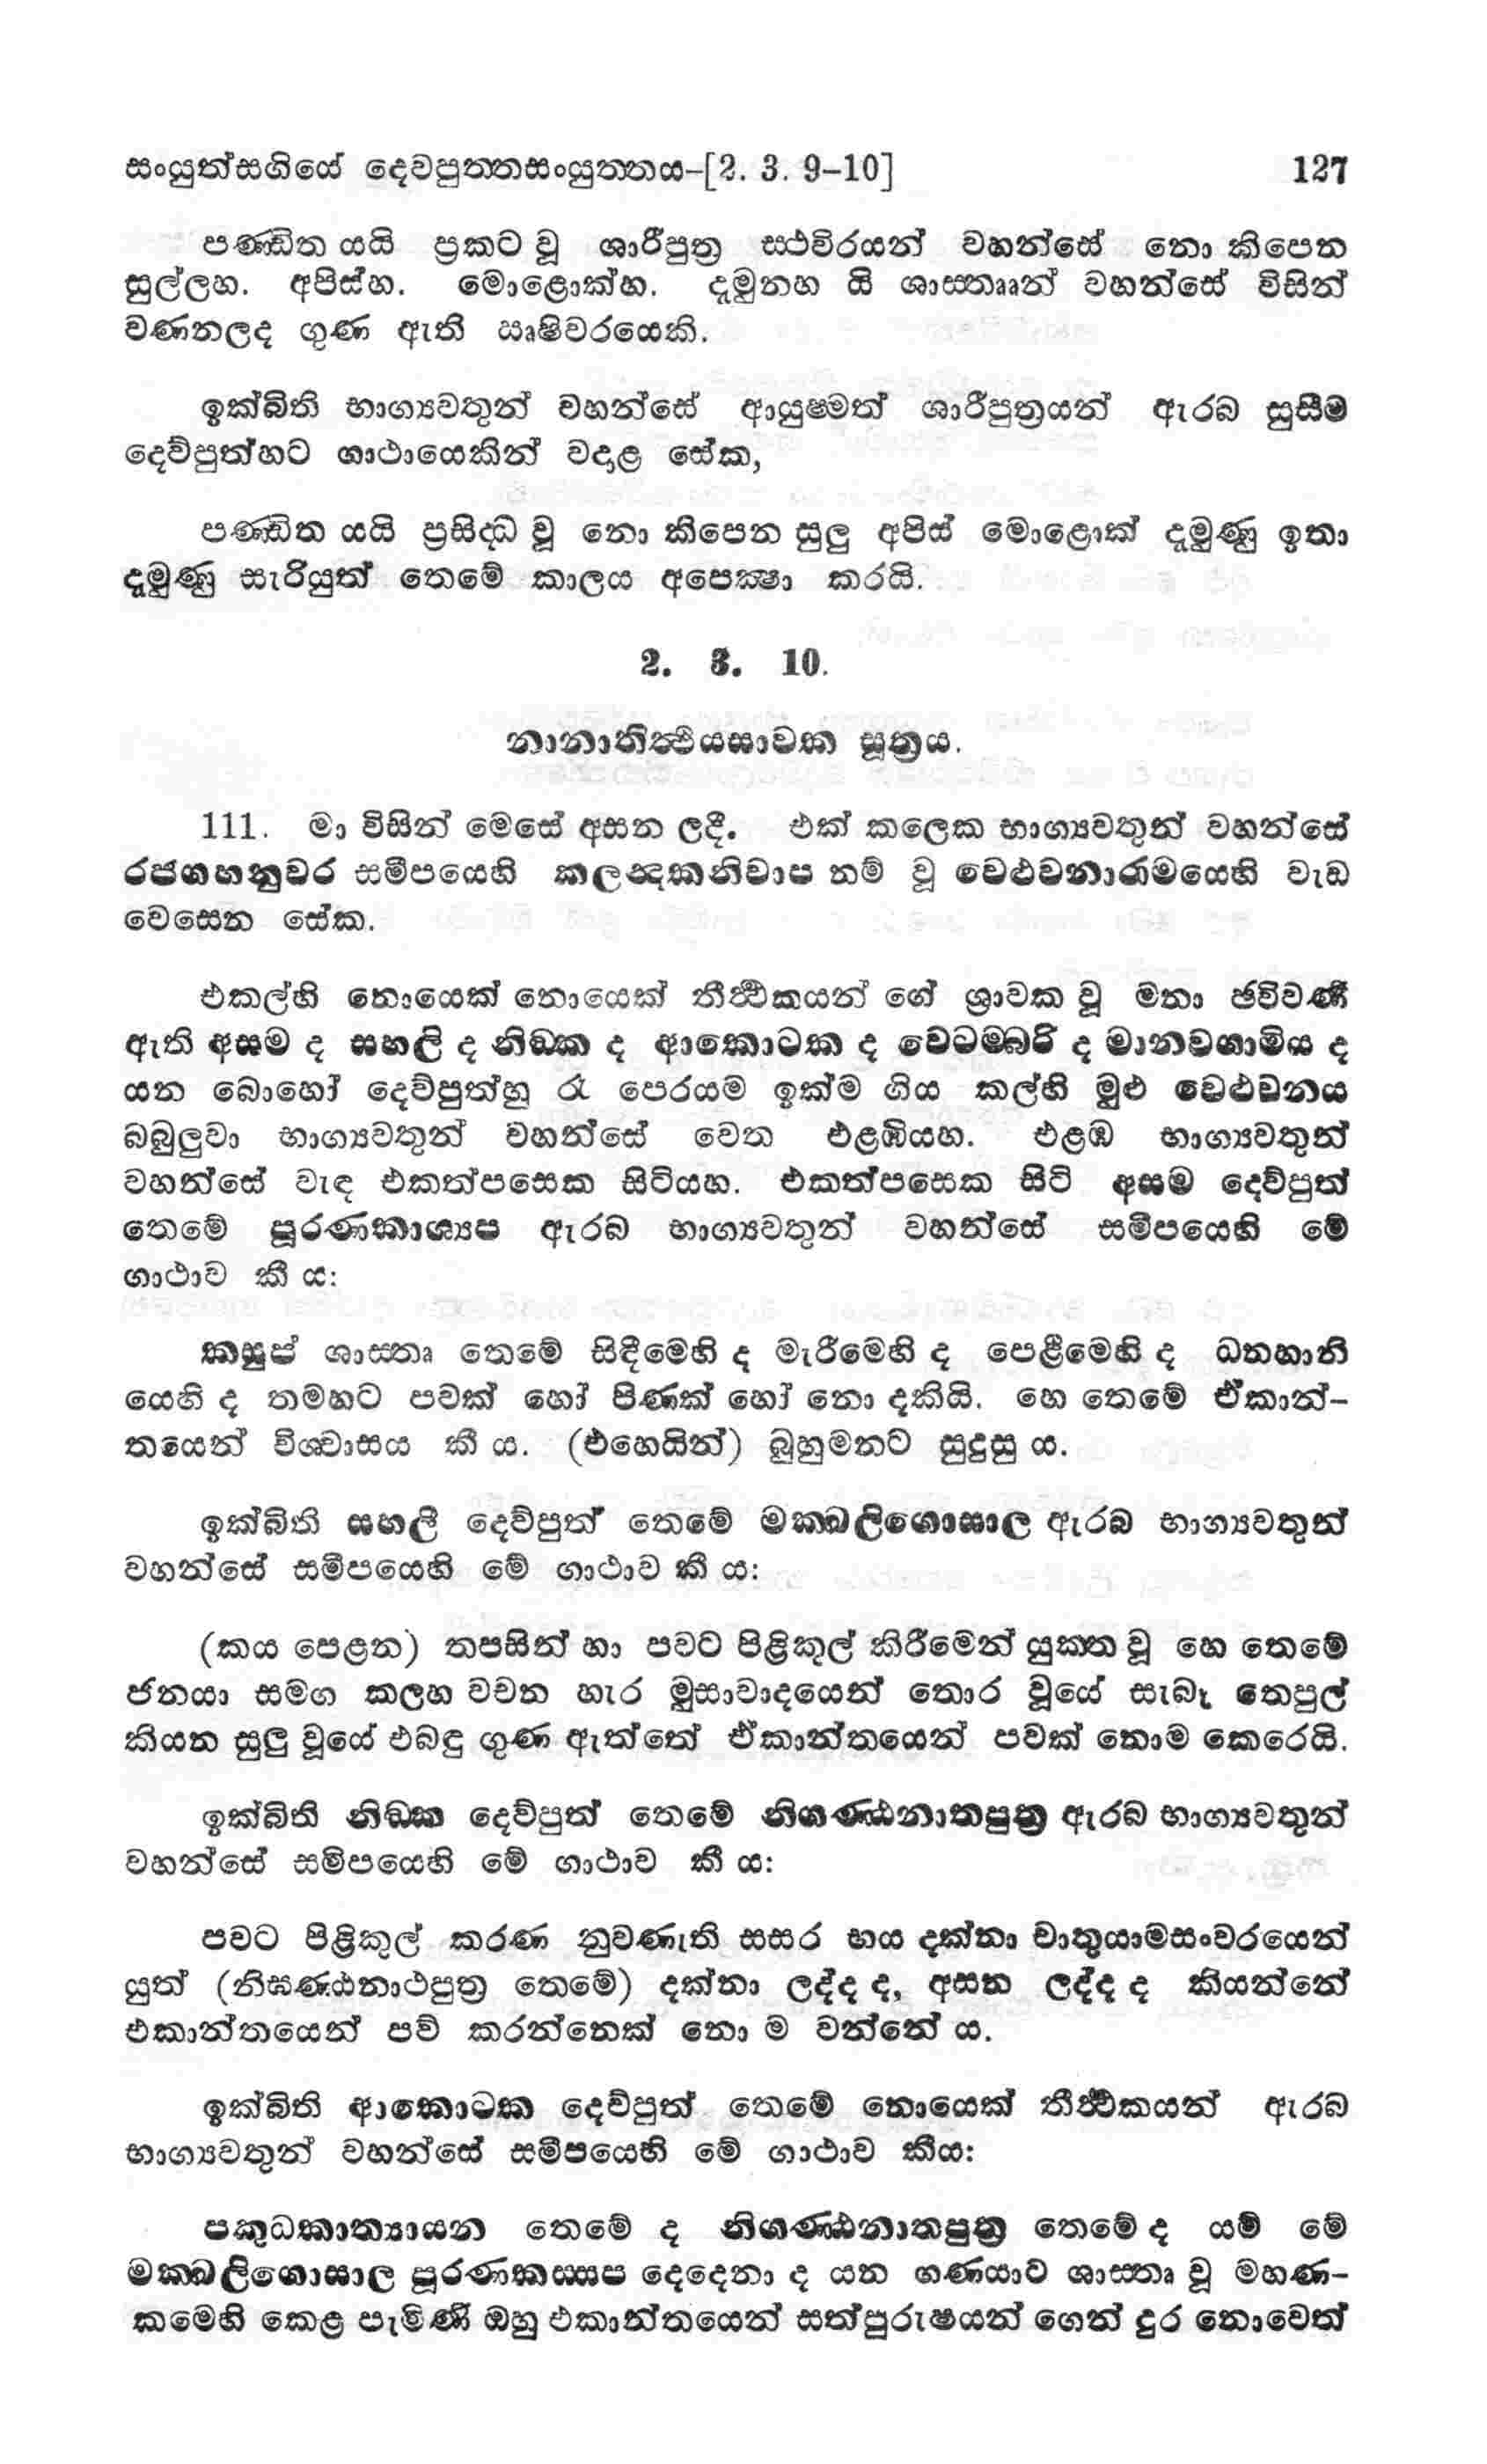 සංයුත්සඟියේ දෙවපුත්තසංයුත්තය–[2. 3. 9–10] 127
පණ්ඩිත යයි ප්‍රකට වූ ශාරීපුත්‍ර ස්ථවිරයන් වහන්සේ නො කිපෙන
සුල්ලහ. අපිස්හ. මොළොක්හ. දැමුනහ යි ශාස්තෲන් වහන්සේ විසින්
වර්ණනලද ගුණ ඇති ඍෂිවරයෙකි.
ඉක්බිති භාග්‍යවතුන් වහන්සේ ආයුෂ්මත් ශාරීපුත්‍රයන් ඇරබ සුසීම
දෙව්පුත්හට ගාථායෙකින් වදාළ සේක,
පණ්ඩිත යයි ප්‍රසිද්ධ වූ නො කිපෙන සුලු අපිස් මොළොක් දැමුණු ඉතා
දැමුණු සැරියුත් තෙමේ කාලය අපෙක්‍ෂා කරයි.
2. 3. 10.
නානාතිත්ථියසාවක සූත්‍රය.
111. මා විසින් මෙසේ අසන ලදී. එක් කලෙක භාග්‍යවතුන් වහන්සේ
රජගහනුවර සමීපයෙහි කලන්දකනිවාප නම් වූ වෙළුවනාරාමයෙහි වැඩ
වෙසෙන සේක.
එකල්හි නොයෙක් නොයෙක් තීර්ත්‍ථකයන් ගේ ශ්‍රාවක වූ මනා ඡවිවර්ණ
ඇති අසම ද සහලි ද නිඞ්ක ද ආකොටක ද වෙටම්බරි ද මානවගාමිය ද
යන බොහෝ දෙව්පුත්හු රෑ පෙරයම ඉක්ම ගිය කල්හි මුළු වෙළුවනය
බබුලුවා භාග්‍යවතුන් වහන්සේ වෙත එළඹියහ. එළඹ භාග්‍යවතුන්
වහන්සේ වැඳ එකත්පසෙක සිටියහ. එකත්පසෙක සිටි අසම දෙව්පුත්
තෙමේ පූරණකාශ්‍යප ඇරබ භාග්‍යවතුන් වහන්සේ සමීපයෙහි මේ
ගාථාව කී ය:
කසුප් ශාස්තෘ තෙමේ සිඳීමෙහි ද මැරීමෙහි ද පෙළීමෙහි ද ධනහානි
යෙහි ද තමහට පවක් හෝ පිණක් හෝ නො දකියි. හෙ තෙමේ ඒකාන්-
තයෙන් විශ්වාසය කී ය. (එහෙයින්) බුහුමනට සුදුසු ය.
ඉක්බිති සහලී දෙව්පුත් තෙමේ මක්ඛලිගොසාල ඇරබ භාග්‍යවතුන්
වහන්සේ සමීපයෙහි මේ ගාථාව කී ය:
(කය පෙළන) තපසින් හා පවට පිළිකුල් කිරීමෙන් යුක්ත වූ හෙ තෙමේ
ජනයා සමග කලහ වචන හැර මුසාවාදයෙන් තොර වූයේ සැබෑ තෙපුල්
කියන සුලු වූයේ එබඳු ගුණ ඇත්තේ ඒකාන්තයෙන් පවක් නොම කෙරෙයි.
ඉක්බිති නිඞ්ක දෙව්පුත් තෙමේ නිගණ්ඨනාතපුත්‍ර ඇරබ භාග්‍යවතුන්
වහන්සේ සමීපයෙහි මේ ගාථාව කී ය:
පවට පිළිකුල් කරණ නුවණැති සසර භය දක්නා චාතුයාමසංවරයෙන්
යුත් (නිඝණ්ඨනාථපුත්‍ර තෙමේ) දක්නා ලද්ද ද, අසන ලද්ද ද කියන්නේ
එකාන්තයෙන් පව් කරන්නෙක් නො ම වන්නේ ය.
ඉක්බිති ආකොටක දෙව්පුත් තෙමේ නොයෙක් තීර්ත්‍ථකයන් ඇරබ
භාග්‍යවතුන් වහන්සේ සමීපයෙහි මේ ගාථාව කීය:
පකුධකාත්‍යායන තෙමේ ද නිගණ්ඨනාතපුත්‍ර තෙමේ ද යම් මේ
මක්ඛලිගොසාල පූරණකස්සප දෙදෙනා ද යන ගණයාට ශාස්තෘ වූ මහණ-
කමෙහි කෙළ පැමිණි ඔහු එකාන්තයෙන් සත්පුරුෂයන් ගෙන් දුර නොවෙත්